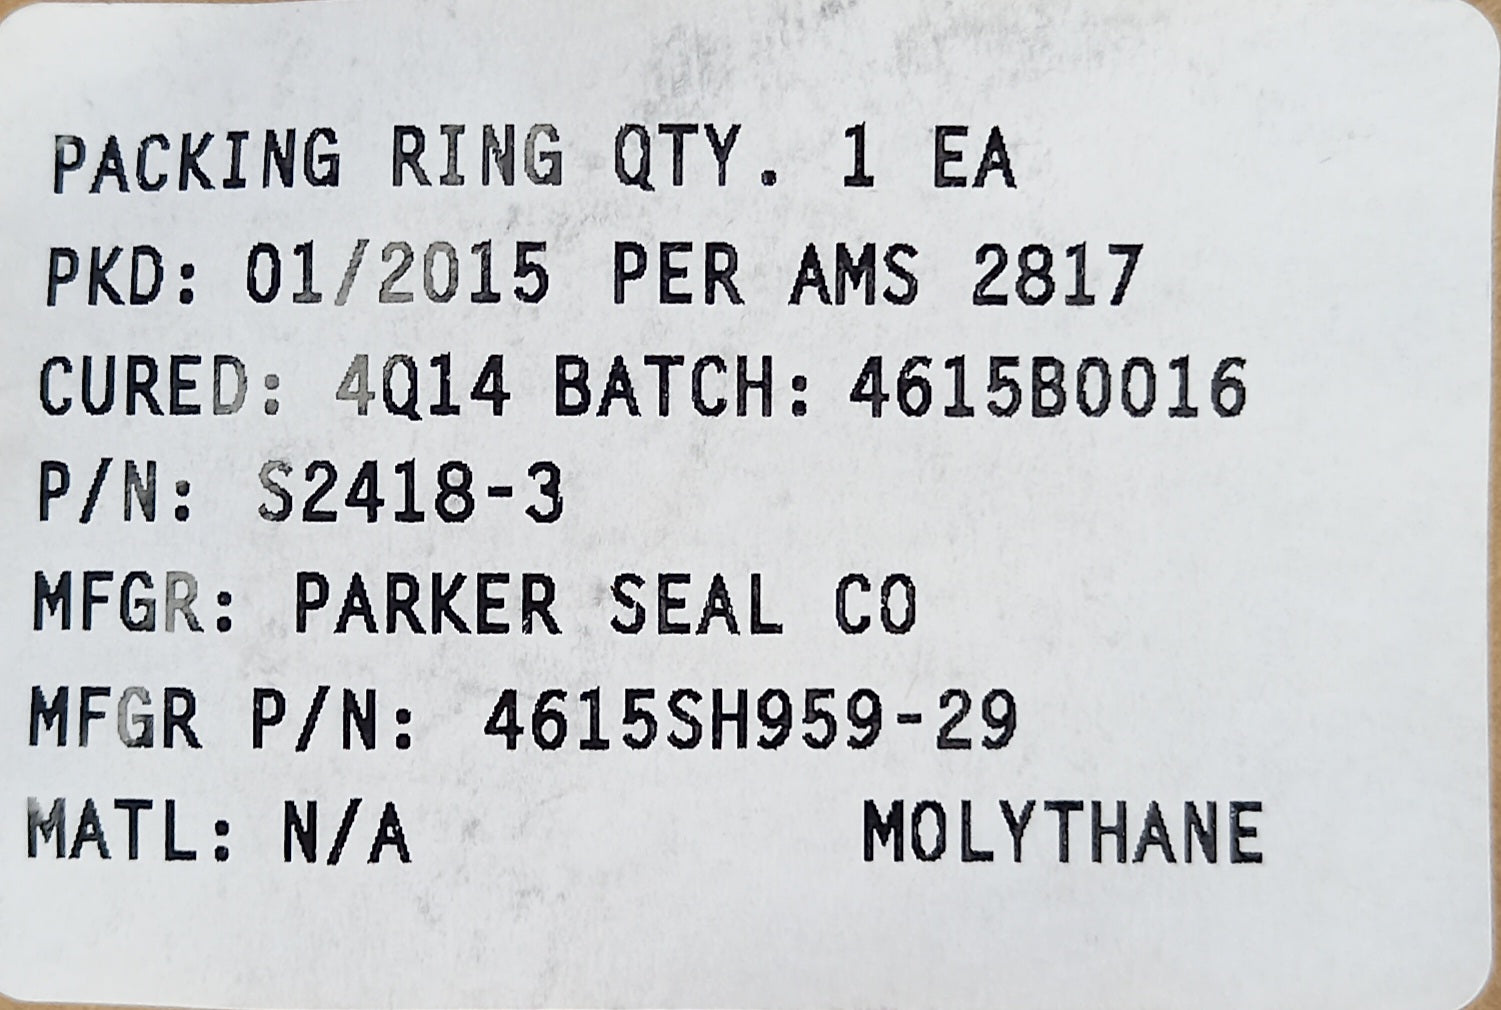 PACKING RING QTY. 1 EA
PKD: 01/2015 PER AMS 2817
CURED: 4Q14 BATCH: 4615B0016
P/N: S2418-3
MFGR: PARKER SEAL CO
MFGR P/N: 4615SH959-29
MATL: N/A MOLYTHANE